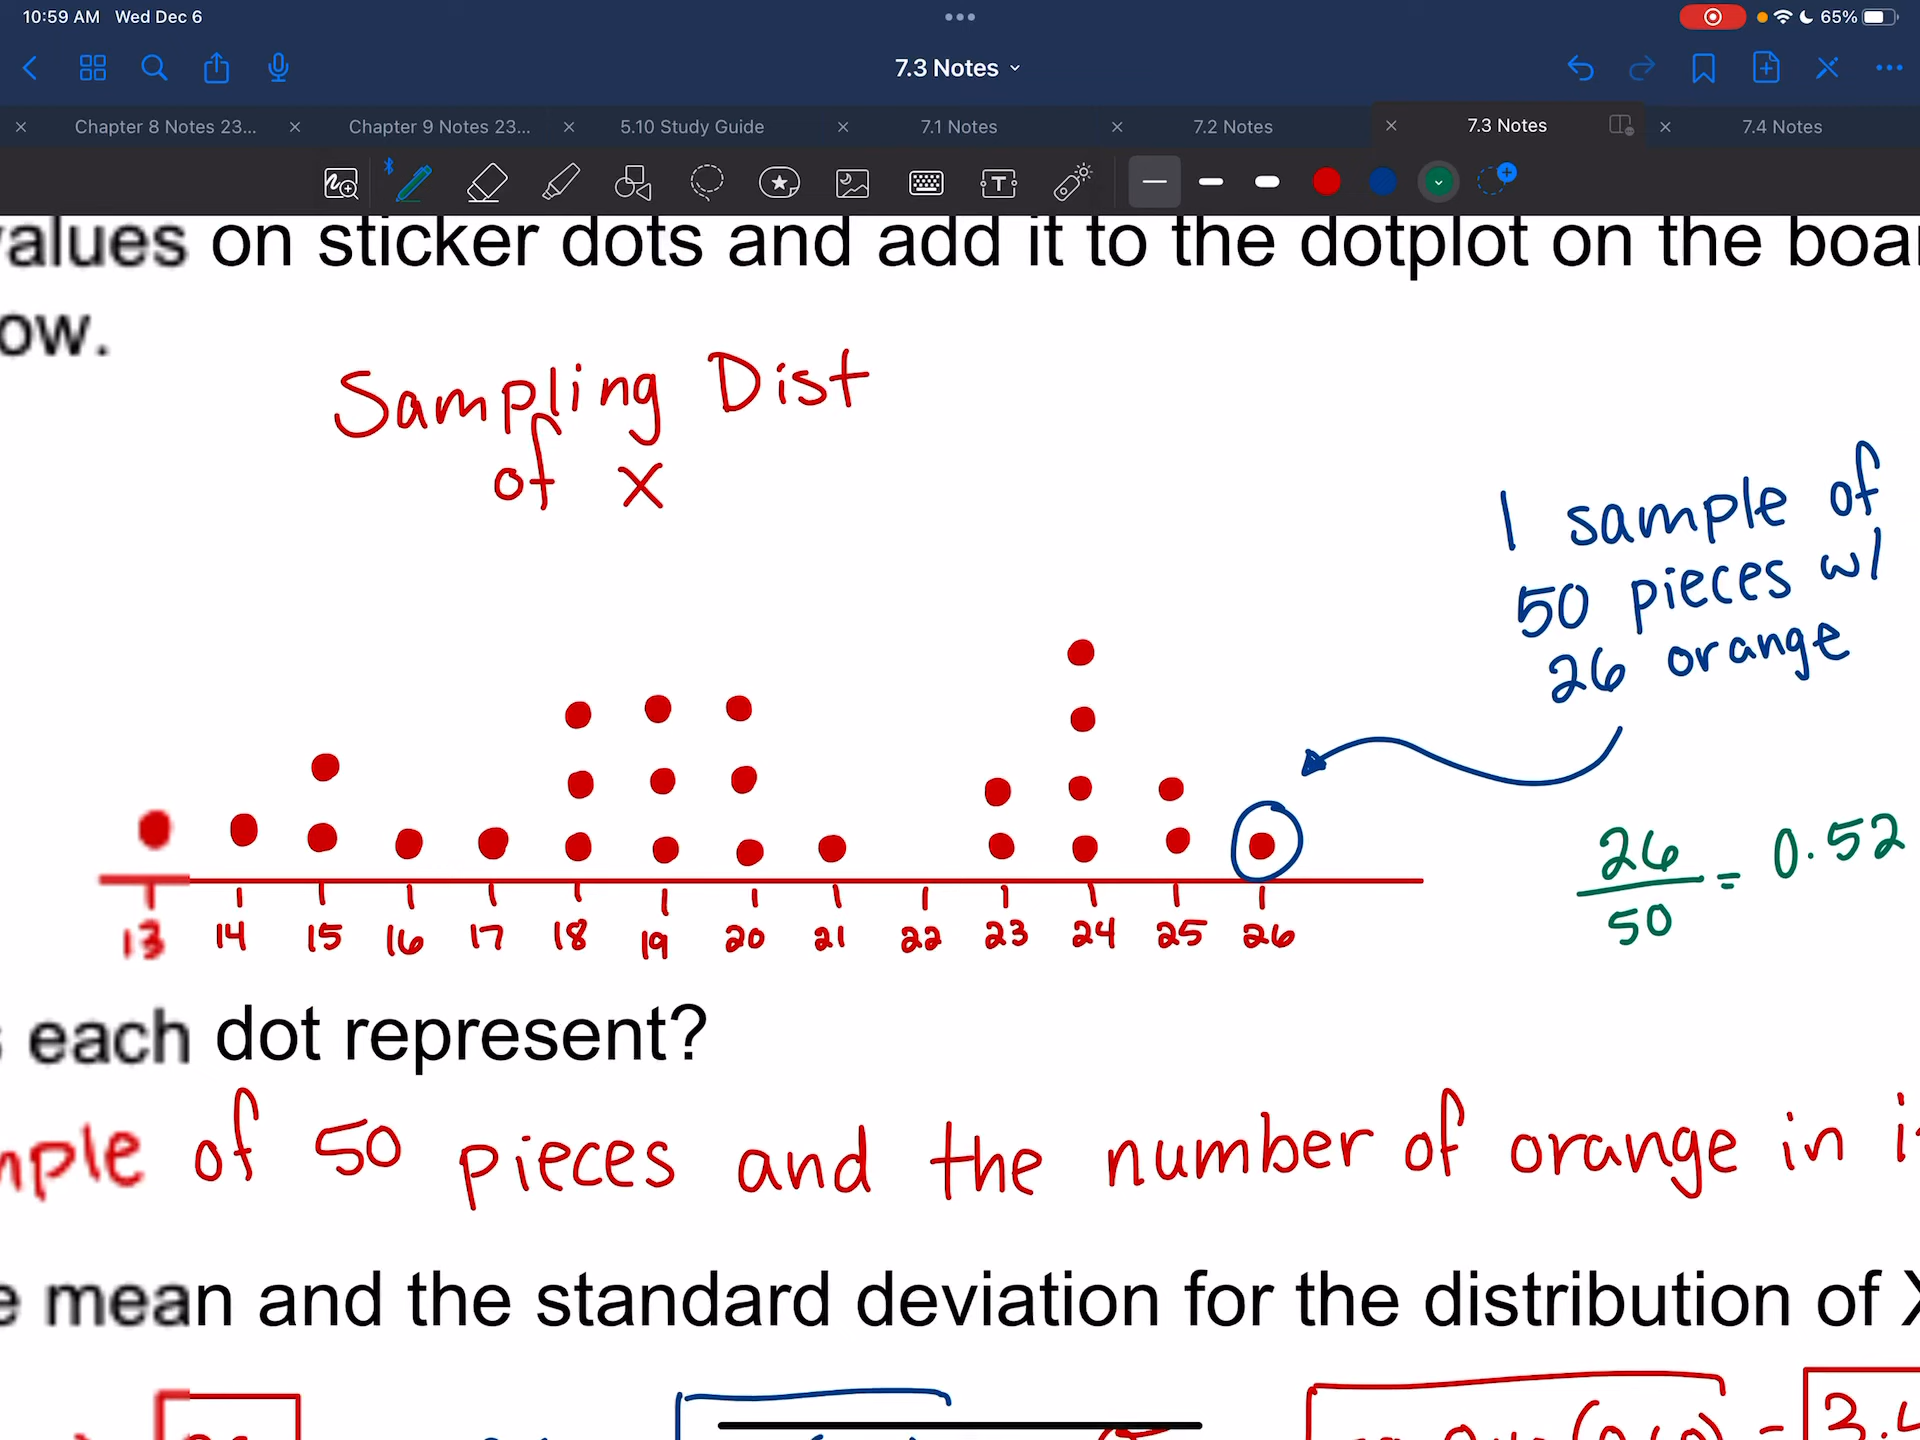 10:59 AM Wed Dec 6
65%
7.3 Notes
Chapter 8 Notes 23...
Chapter 9 Notes 23...
5.10 Study Guide
7.1 Notes
7.2 Notes
7.3 Notes
7.4 Notes
on sticker dots and add it to the dotplot on the
ow.
Sampling Dist
of X
1 sample of
50 pieces w/
26 orange
26/50 = 0.52
13 14 15 16 17 18 19 20 21 22 23 24 25 26
each dot represent?
of 50 pieces and the number of orange in
mean and the standard deviation for the distribution of X